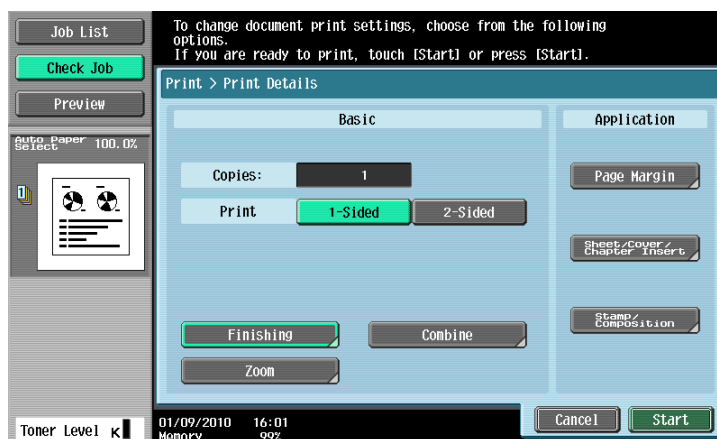 Job List
Check Job
Preview
Auto Paper
Select
100.0%
1
To change document print settings, choose from the following
options.
If you are ready to print, touch [Start] or press [Start].
Print > Print Details
Basic
Application
Copies:
1
Page Margin
Print
1-Sided
2-Sided
Sheet/Cover/
Chapter Insert
Stamp/
Composition
Finishing
Combine
Zoom
Toner Level K
01/09/2010 16:01
Memory 99%
Cancel
Start